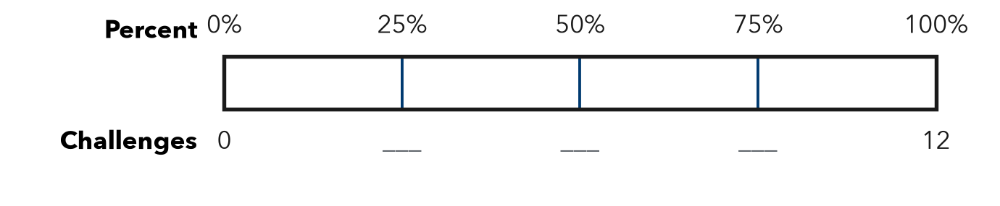 Percent 0% 25% 50% 75% 100%
Challenges 0 ___ ___ ___ 12